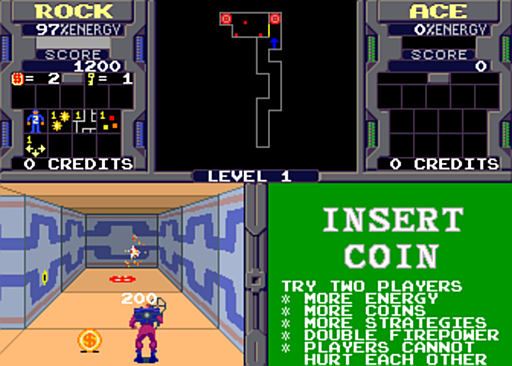 ROCK
97%ENERGY
SCORE
1200
= 2 = 1
2 1 1 1
1
0 CREDITS
ACE
0%ENERGY
SCORE
0
0 CREDITS
LEVEL 1
200
$
INSERT
COIN
TRY TWO PLAYERS
* MORE ENERGY
* MORE COINS
* MORE STRATEGIES
* DOUBLE FIREPOWER
* PLAYERS CANNOT
HURT EACH OTHER